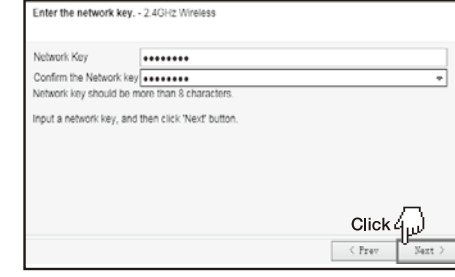 Enter the network key. - 2.4GHz Wireless
Network Key ●●●●●●●●
Confirm the Network key ●●●●●●●●
Network key should be more than 8 characters.
Input a network key, and then click 'Next' button.
Click
< Prev Next >